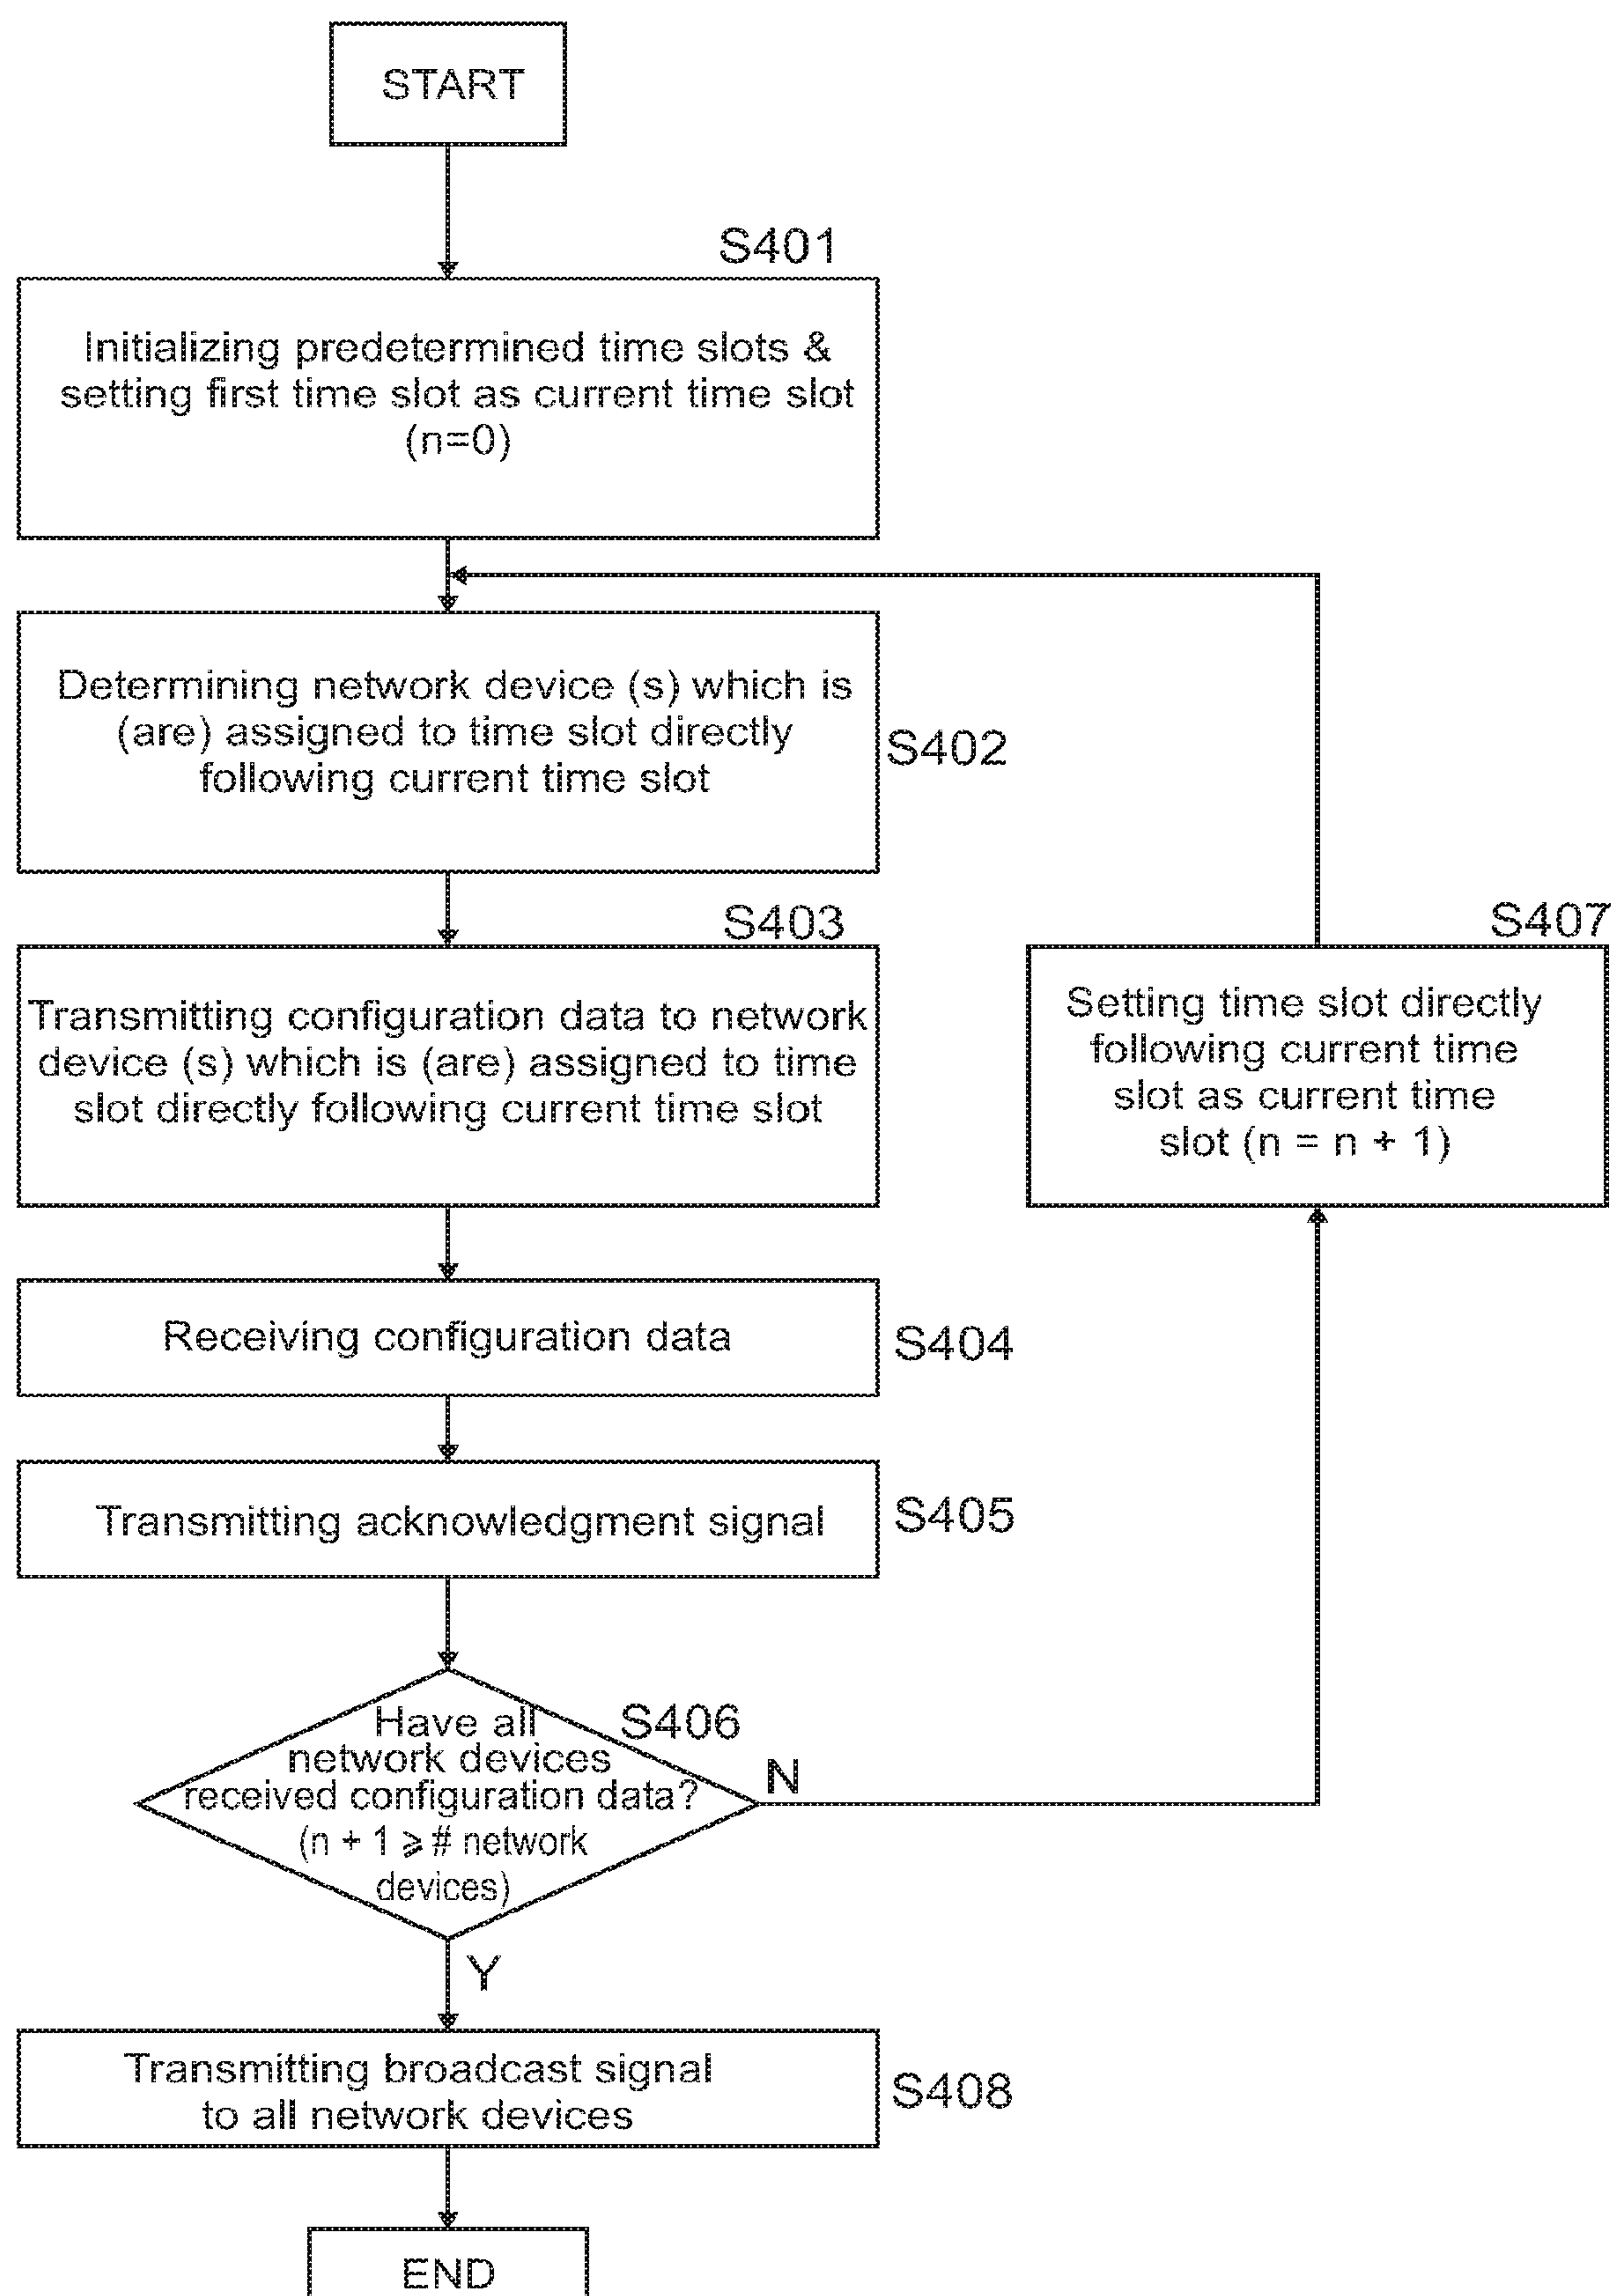 START
S401
Initializing predetermined time slots &
setting first time slot as current time slot
(n=0)
Determining network device (s) which is
(are) assigned to time slot directly
following current time slot
S402
S403
Transmitting configuration data to network
device (s) which is (are) assigned to time
slot directly following current time slot
S407
Setting time slot directly
following current time
slot as current time
slot (n = n + 1)
Receiving configuration data
S404
Transmitting acknowledgment signal
S405
S406
Have all
network devices
received configuration data?
(n + 1 ⩾ # network
devices)
N
Y
Transmitting broadcast signal
to all network devices
S408
END